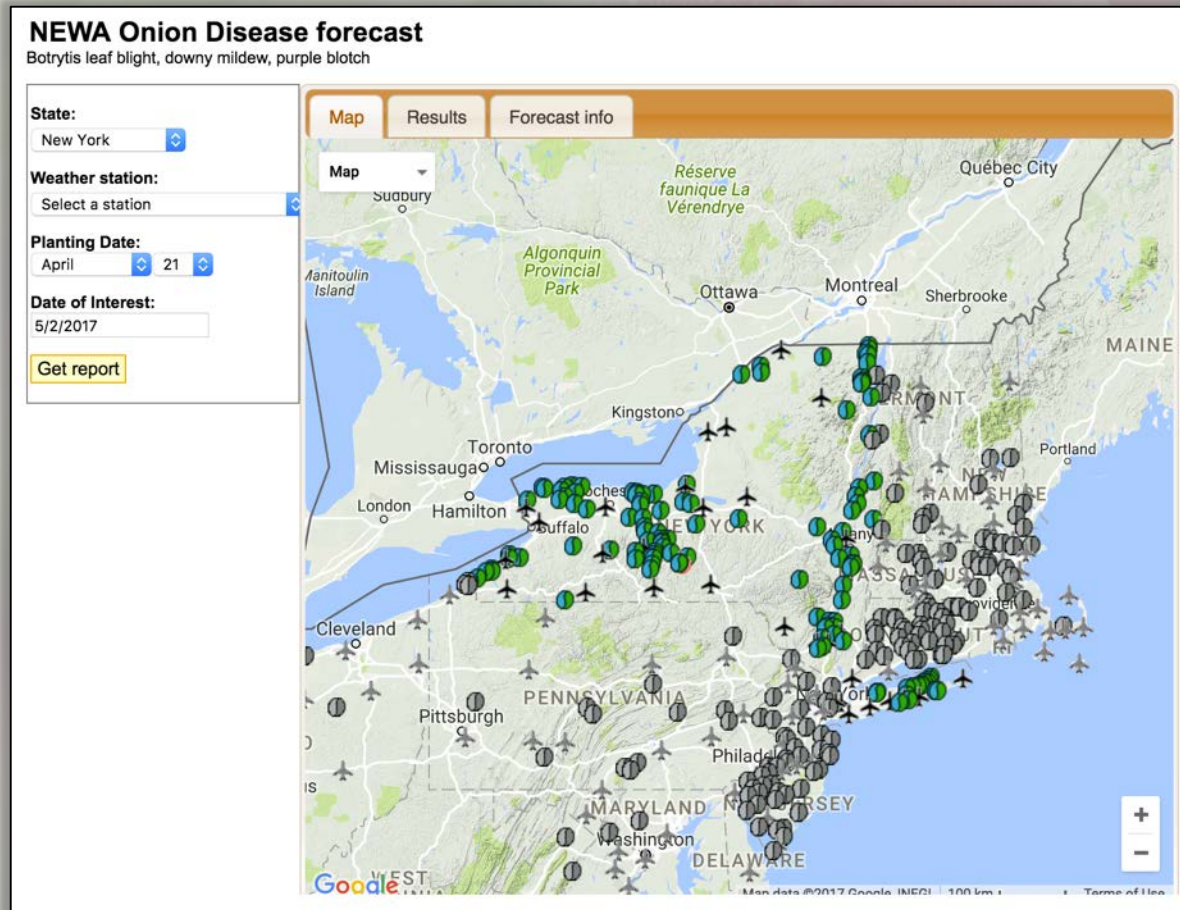 NEWA Onion Disease forecast
Botrytis leaf blight, downy mildew, purple blotch
State:
New York
Weather station:
Select a station
Planting Date:
April 21
Date of Interest:
5/2/2017
Get report
Map Results Forecast info
Map
Sudbury
Réserve
faunique La
Vérendrye
Québec City
Algonquin
Provincial
Park
Manitoulin
Island
Ottawa
Montreal
Sherbrooke
MAINE
Kingston
Toronto
Mississauga
London
Hamilton
Buffalo
Portland
NEW
HAMPSHIRE
NEW YORK
Cleveland
PENNSYLVANIA
Pittsburgh
MARYLAND
Washington
DELAWARE
WEST
Google
Map data ©2017 Google, INEGI 100 km Terms of Use
+
−